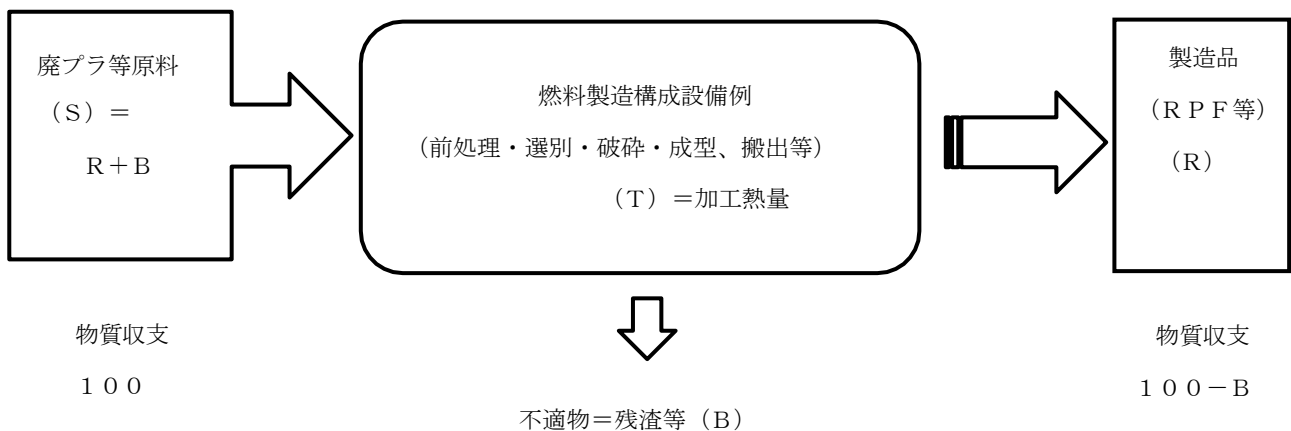 廃プラ等原料
（Ｓ）＝
Ｒ＋Ｂ
燃料製造構成設備例
（前処理・選別・破砕・成型、搬出等）
（Ｔ）＝加工熱量
製造品
（ＲＰＦ等）
（Ｒ）
物質収支
１００
不適物＝残渣等（Ｂ）
物質収支
１００－Ｂ